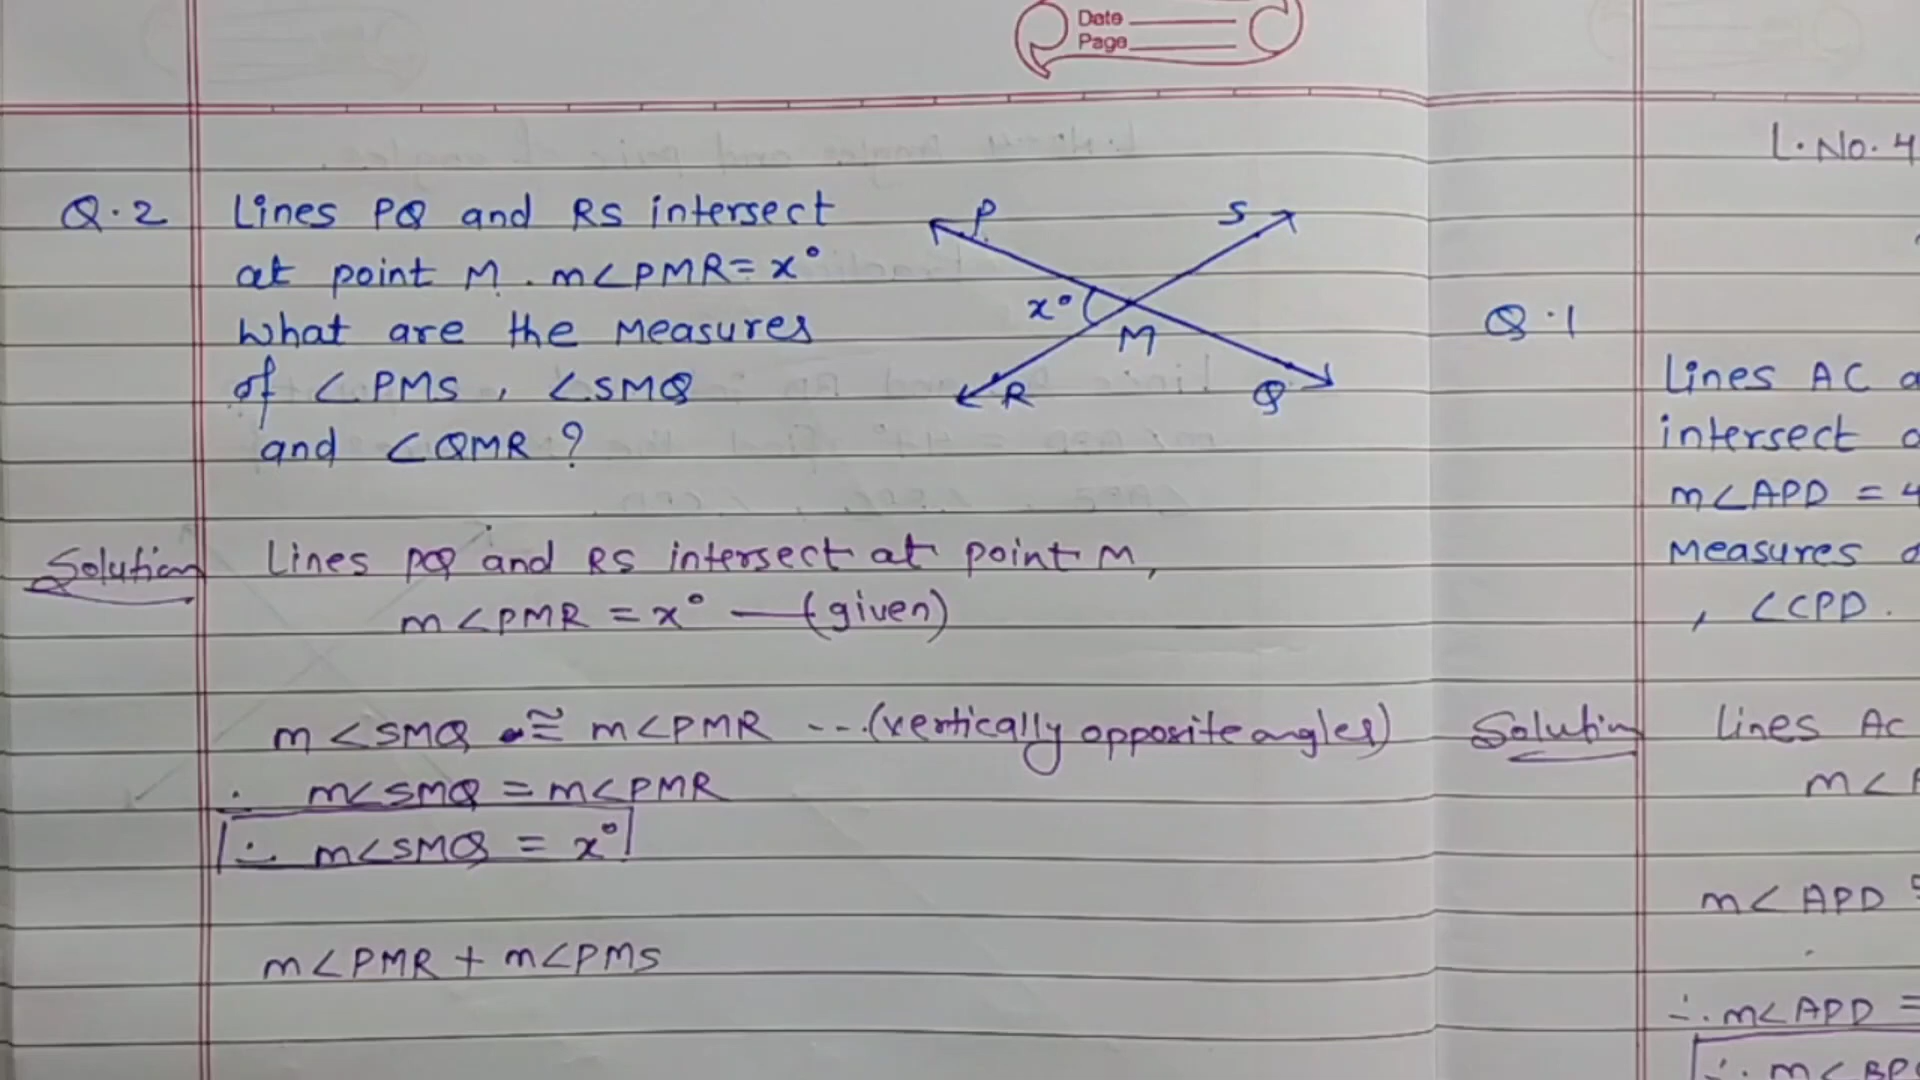 Date
Page
Q.2 Lines PQ and RS intersect
at point M. m∠PMR = x°
What are the measures
of ∠PMS, ∠SMQ
and ∠QMR?
P
S
x°
M
R
Q
Solution Lines PQ and RS intersect at point M,
m∠PMR = x° — (given)
m∠SMQ ≅ m∠PMR ---(vertically opposite angles)
m∠SMQ = m∠PMR
∴ m∠SMQ = x°
m∠PMR + m∠PMS
L.No. 4
Q.1
Lines AC
intersect
m∠APD = 4
Measures
, ∠CPD.
Solution Lines AC
m∠
m∠APD
∴ m∠APD =
∴ m∠BP